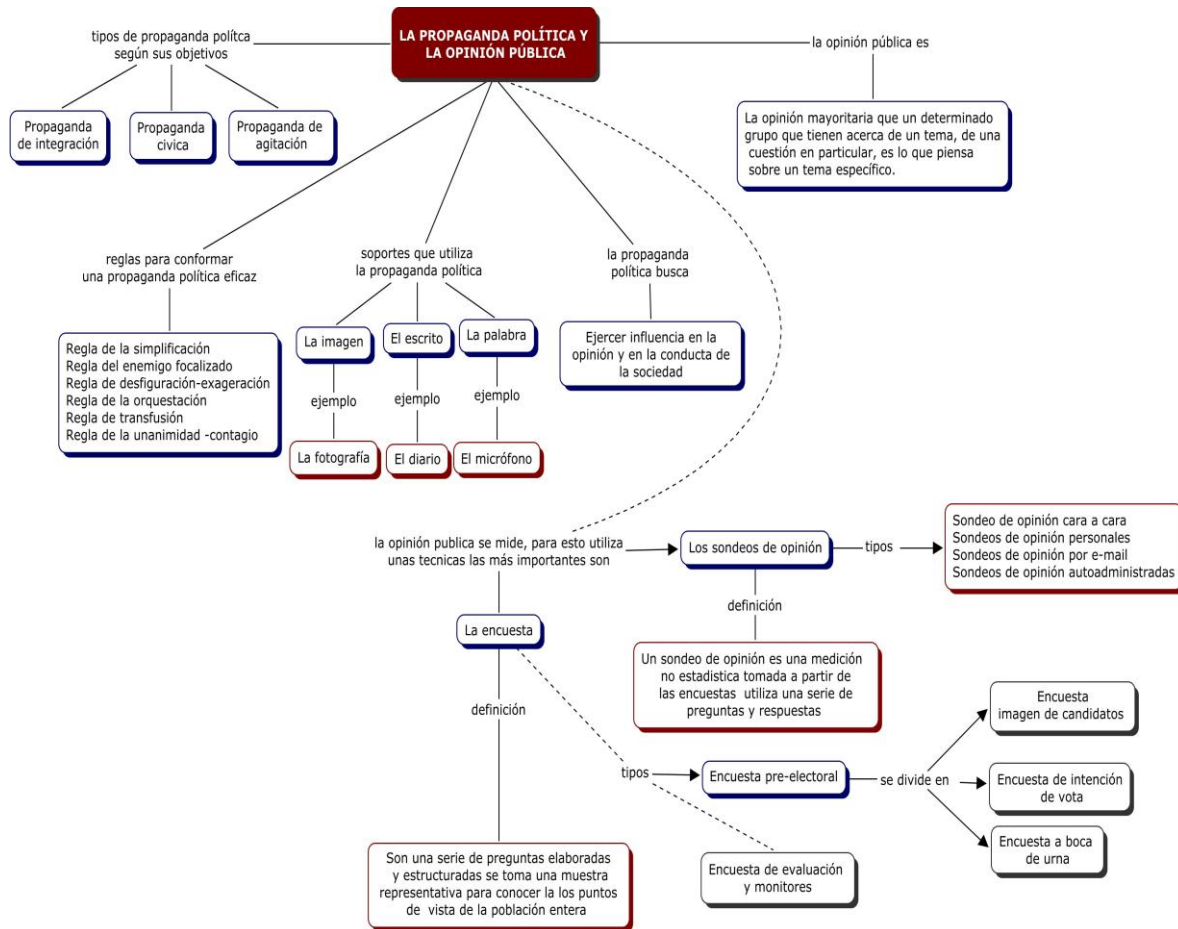 LA PROPAGANDA POLÍTICA Y
LA OPINIÓN PÚBLICA
tipos de propaganda polítca
según sus objetivos
la opinión pública es
Propaganda
de integración
Propaganda
civica
Propaganda de
agitación
La opinión mayoritaria que un determinado
grupo que tienen acerca de un tema, de una
cuestión en particular, es lo que piensa
sobre un tema específico.
reglas para conformar
una propaganda política eficaz
soportes que utiliza
la propaganda política
la propaganda
política busca
Regla de la simplificación
Regla del enemigo focalizado
Regla de desfiguración-exageración
Regla de la orquestación
Regla de transfusión
Regla de la unanimidad -contagio
La imagen
El escrito
La palabra
Ejercer influencia en la
opinión y en la conducta de
la sociedad
ejemplo
ejemplo
ejemplo
La fotografía
El diario
El micrófono
la opinión publica se mide, para esto utiliza
unas tecnicas las más importantes son
Los sondeos de opinión
tipos
Sondeo de opinión cara a cara
Sondeos de opinión personales
Sondeos de opinión por e-mail
Sondeos de opinión autoadministradas
definición
La encuesta
Un sondeo de opinión es una medición
no estadistica tomada a partir de
las encuestas utiliza una serie de
preguntas y respuestas
definición
tipos
Encuesta pre-electoral
se divide en
Encuesta
imagen de candidatos
Encuesta de intención
de vota
Encuesta a boca
de urna
Son una serie de preguntas elaboradas
y estructuradas se toma una muestra
representativa para conocer la los puntos
de vista de la población entera
Encuesta de evaluación
y monitores